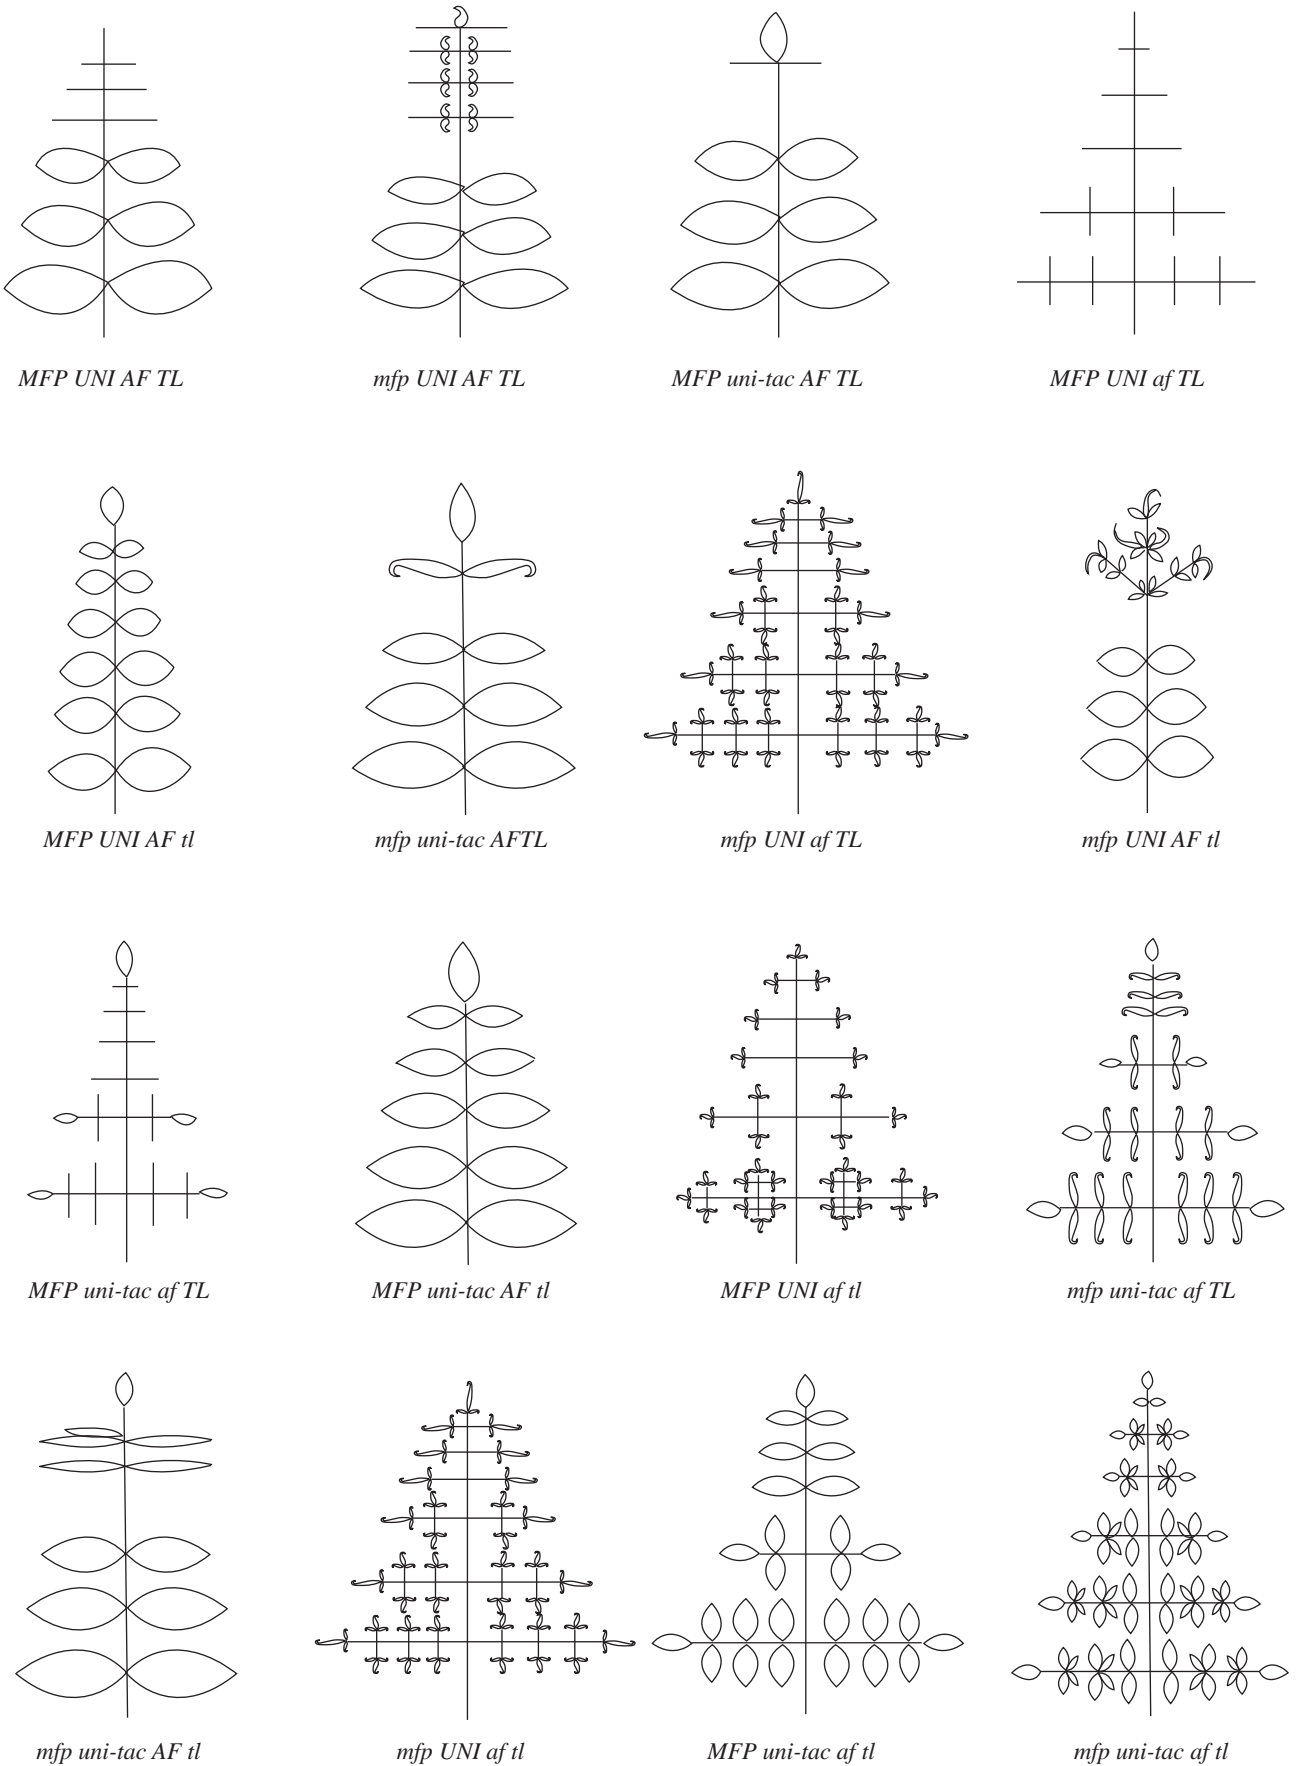 MFP UNI AF TL
mfp UNI AF TL
MFP uni-tac AF TL
MFP UNI af TL
MFP UNI AF tl
mfp uni-tac AFTL
mfp UNI af TL
mfp UNI AF tl
MFP uni-tac af TL
MFP uni-tac AF tl
MFP UNI af tl
mfp uni-tac af TL
mfp uni-tac AF tl
mfp UNI af tl
MFP uni-tac af tl
mfp uni-tac af tl